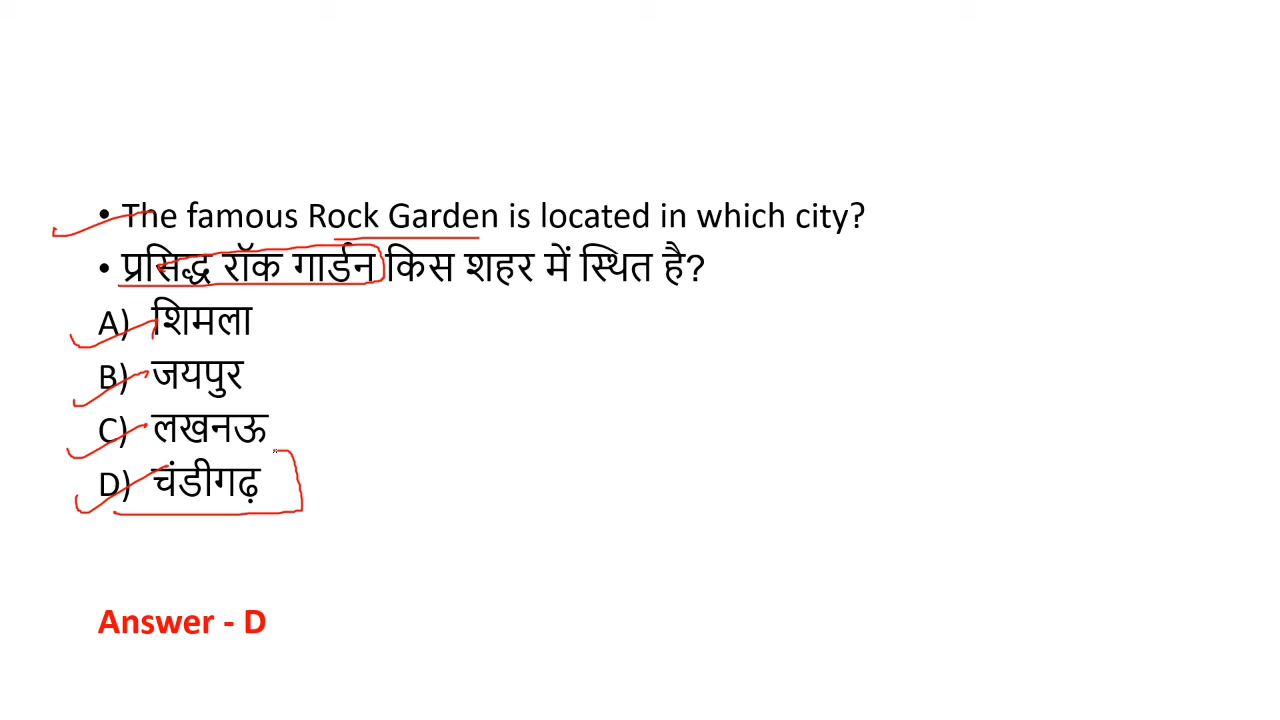 • The famous Rock Garden is located in which city?
• प्रसिद्ध रॉक गार्डन किस शहर में स्थित है?
A) शिमला
B) जयपुर
C) लखनऊ
D) चंडीगढ़
Answer - D